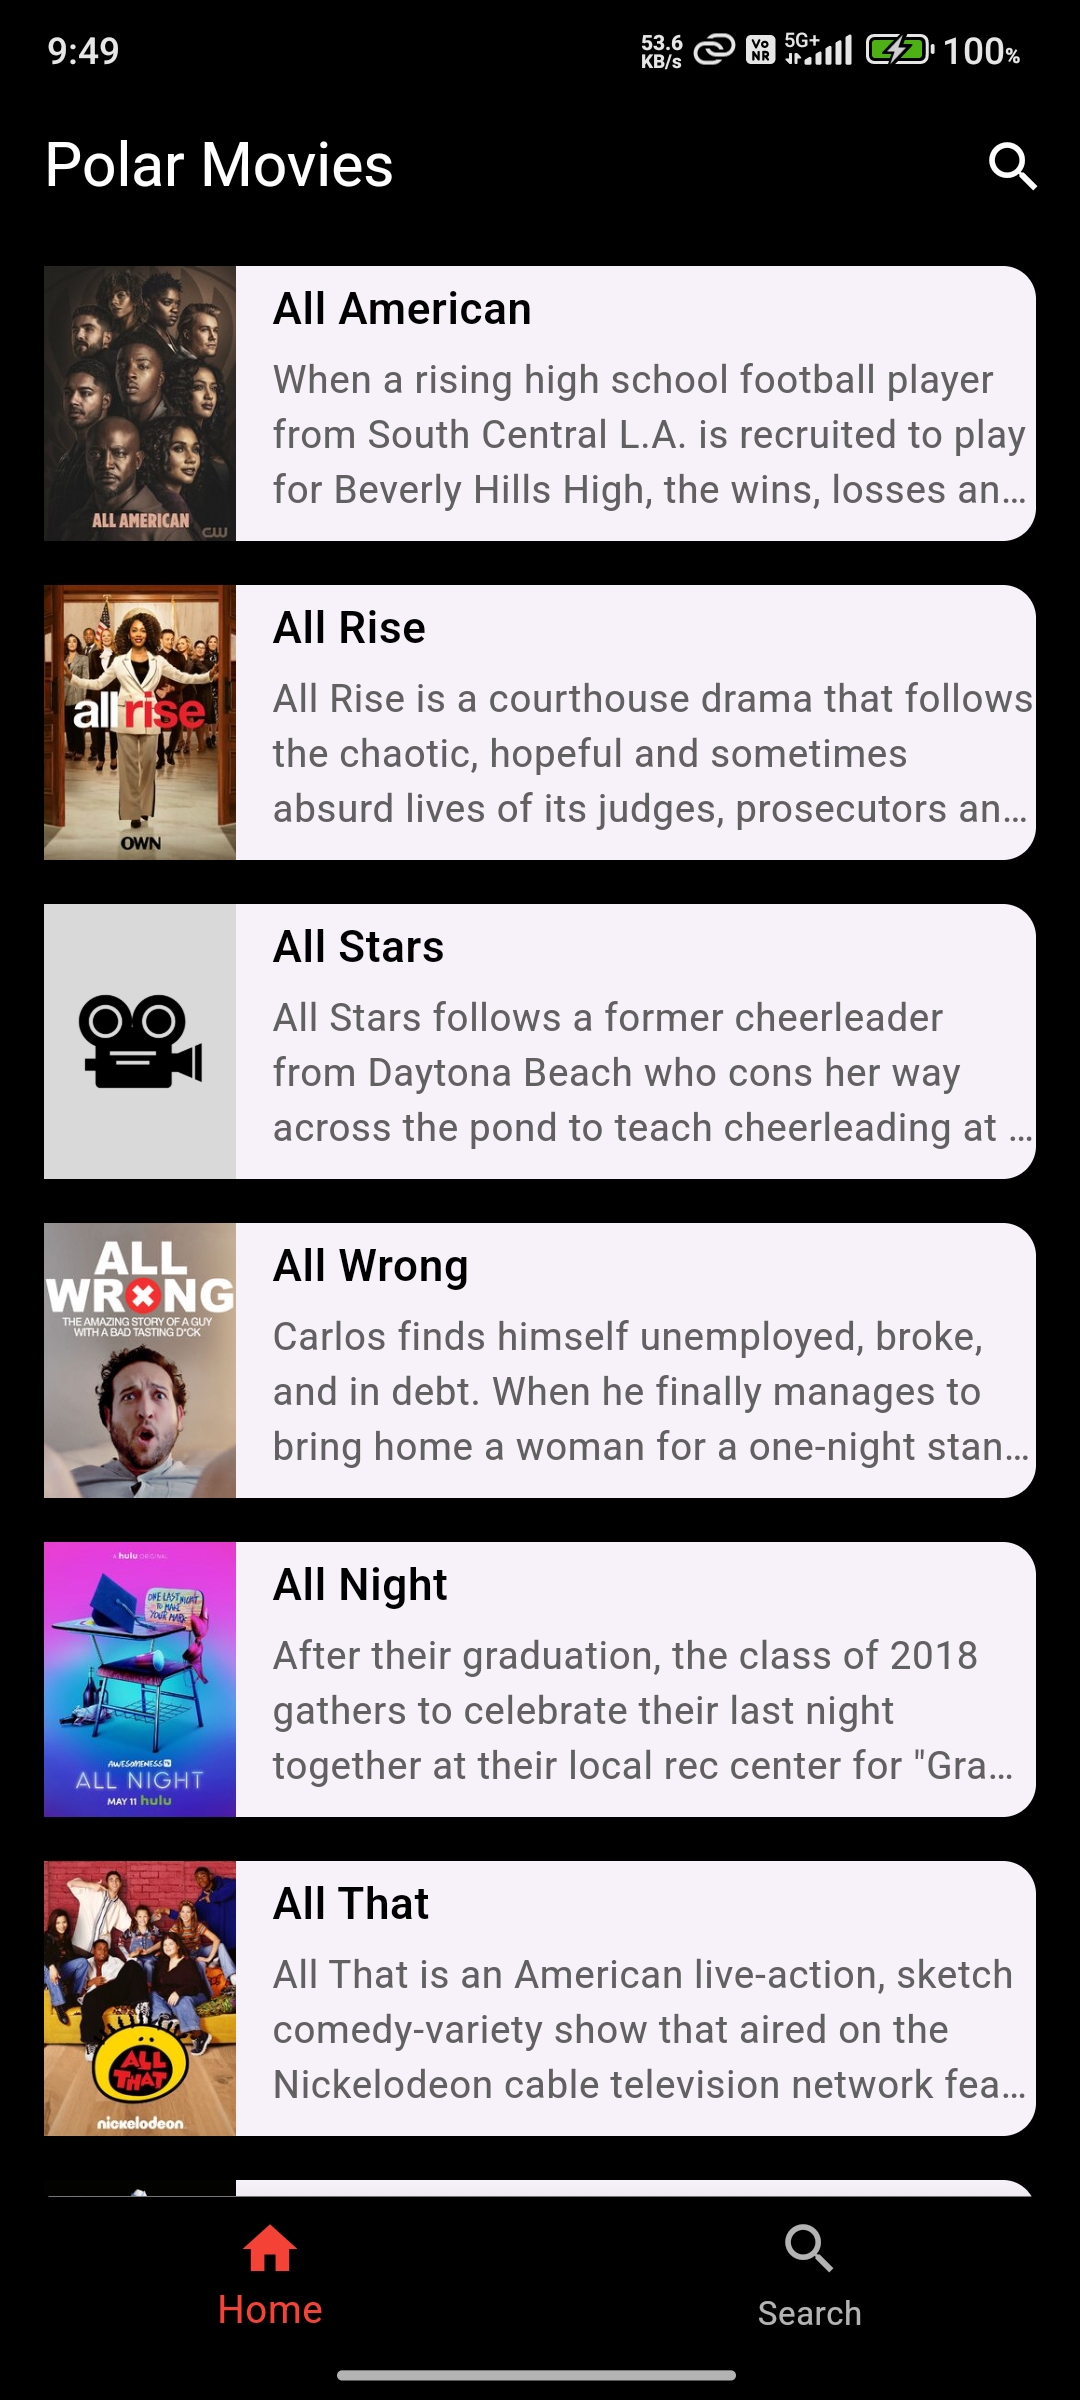 9:49
53.6
KB/s
Vo
NR
5G+
100%
Polar Movies
ALL AMERICAN
CW
All American
When a rising high school football player
from South Central L.A. is recruited to play
for Beverly Hills High, the wins, losses an…
all rise
OWN
All Rise
All Rise is a courthouse drama that follows
the chaotic, hopeful and sometimes
absurd lives of its judges, prosecutors an…
All Stars
All Stars follows a former cheerleader
from Daytona Beach who cons her way
across the pond to teach cheerleading at …
ALL
WRONG
THE AMAZING STORY OF A GUY
WITH A BAD TASTING D*CK
All Wrong
Carlos finds himself unemployed, broke,
and in debt. When he finally manages to
bring home a woman for a one-night stan…
A hulu ORIGINAL
ONE LAST NIGHT
TO MAKE
YOUR MARK
AWESOMENESS TV
ALL NIGHT
MAY 11 hulu
All Night
After their graduation, the class of 2018
gathers to celebrate their last night
together at their local rec center for "Gra…
ALL
THAT
nickelodeon
All That
All That is an American live-action, sketch
comedy-variety show that aired on the
Nickelodeon cable television network fea…
Home
Search